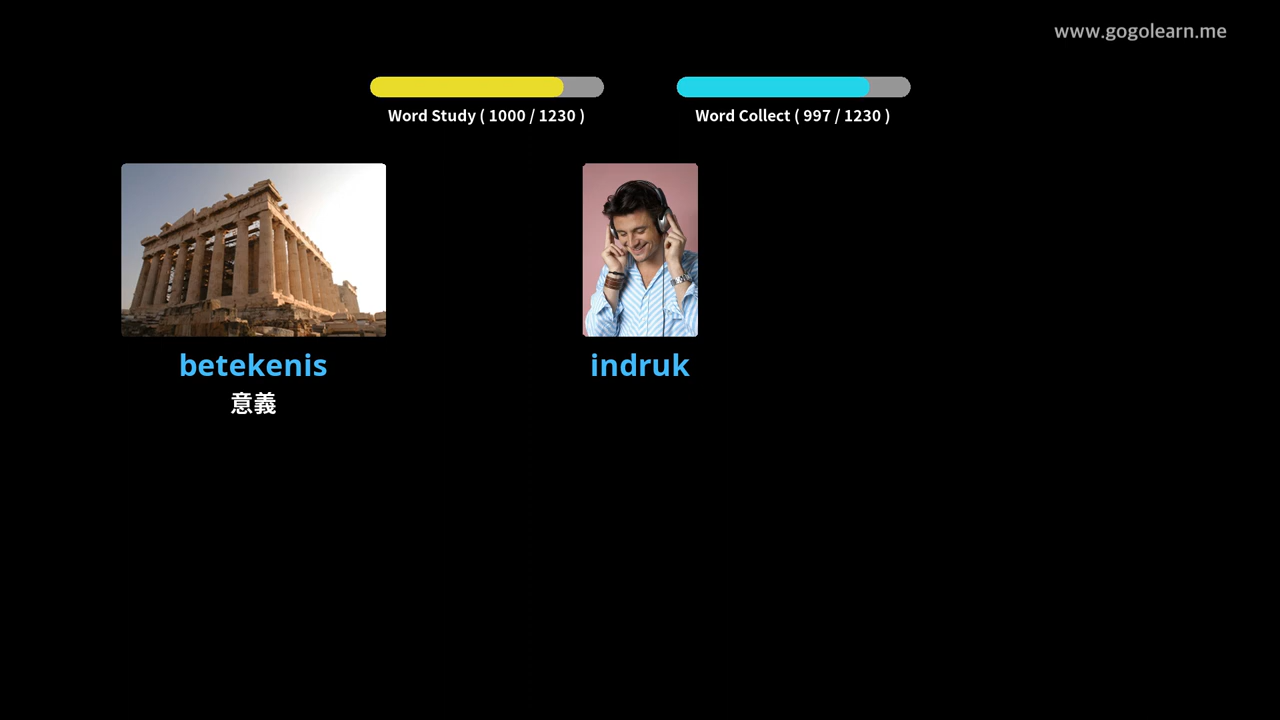 www.gogolearn.me
Word Study ( 1000 / 1230 )
Word Collect ( 997 / 1230 )
betekenis
意義
indruk